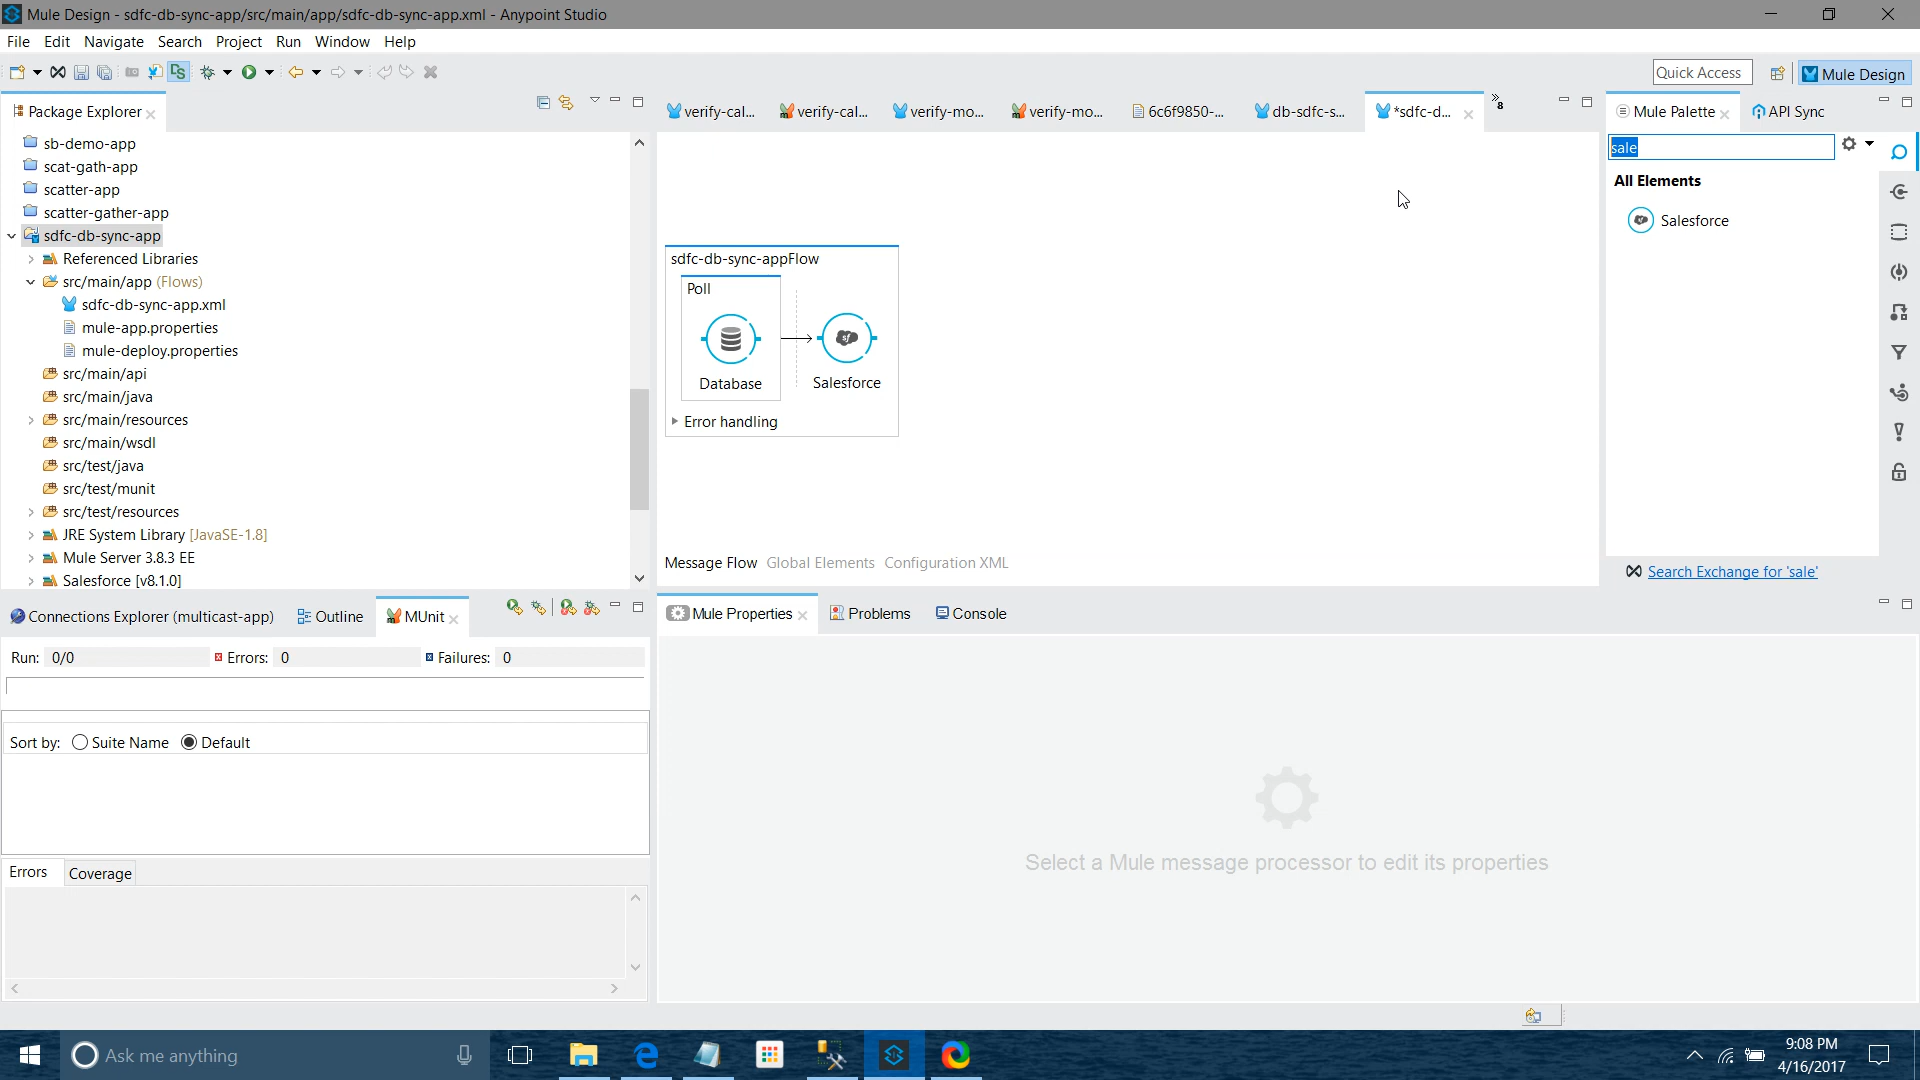 Mule Design - sdfc-db-sync-app/src/main/app/sdfc-db-sync-app.xml - Anypoint Studio
File Edit Navigate Search Project Run Window Help
Quick Access
Mule Design
Package Explorer
sb-demo-app
scat-gath-app
scatter-app
scatter-gather-app
sdfc-db-sync-app
Referenced Libraries
src/main/app (Flows)
sdfc-db-sync-app.xml
mule-app.properties
mule-deploy.properties
src/main/api
src/main/java
src/main/resources
src/main/wsdl
src/test/java
src/test/munit
src/test/resources
JRE System Library [JavaSE-1.8]
Mule Server 3.8.3 EE
Salesforce [v8.1.0]
verify-cal... verify-cal... verify-mo... verify-mo... 6c6f9850-... db-sdfc-s... *sdfc-d... 8
sdfc-db-sync-appFlow
Poll
Database Salesforce
Error handling
Message Flow Global Elements Configuration XML
Mule Palette API Sync
sale
All Elements
Salesforce
Search Exchange for 'sale'
Connections Explorer (multicast-app) Outline MUnit
Run: 0/0 Errors: 0 Failures: 0
Sort by: Suite Name Default
Errors Coverage
Mule Properties Problems Console
Select a Mule message processor to edit its properties
Ask me anything
9:08 PM
4/16/2017